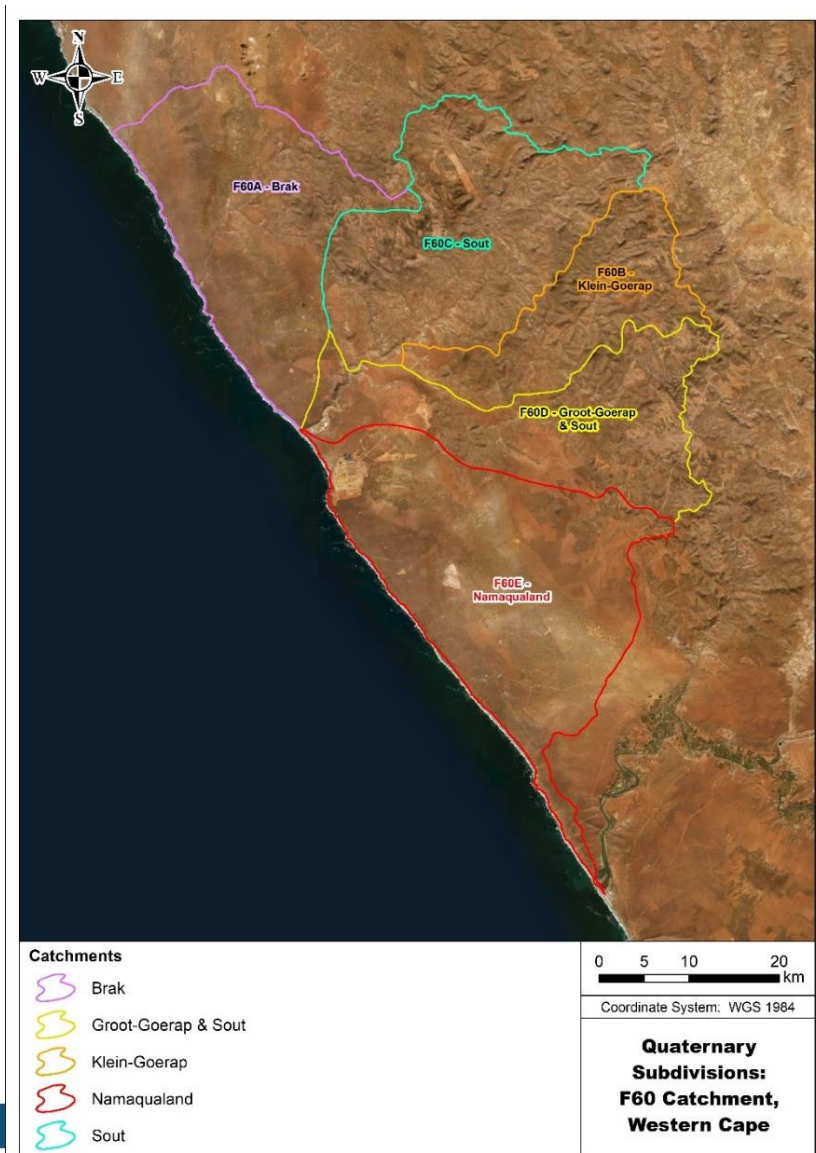 N
W E
S
F60A - Brak
F60C - Sout
F60B -
Klein-Goerap
F60D - Groot-Goerap
& Sout
F60E -
Namaqualand
Catchments
Brak
Groot-Goerap & Sout
Klein-Goerap
Namaqualand
Sout
0 5 10 20
km
Coordinate System: WGS 1984
Quaternary
Subdivisions:
F60 Catchment,
Western Cape